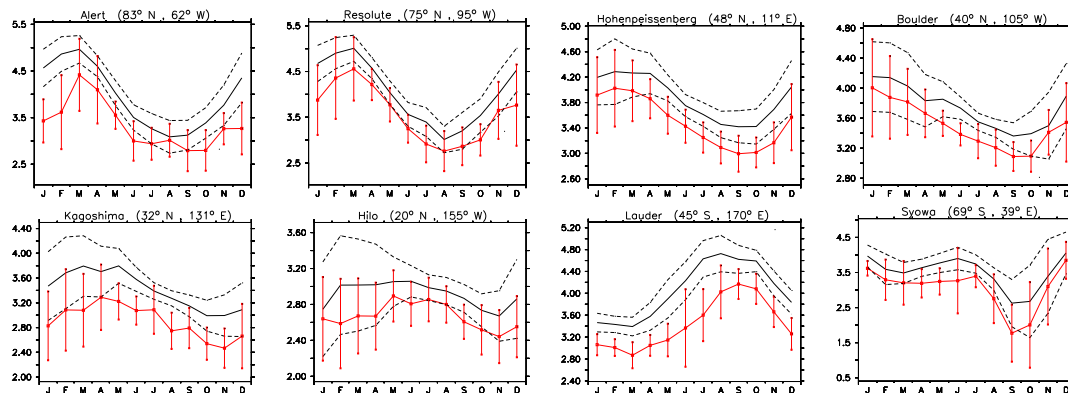 Alert (83° N , 62° W)
5.5
4.5
3.5
2.5
J F M A M J J A S O N D
Resolute (75° N , 95° W)
5.5
4.5
3.5
2.5
J F M A M J J A S O N D
Hohenpeissenberg (48° N , 11° E)
5.00
4.60
4.20
3.80
3.40
3.00
2.60
J F M A M J J A S O N D
Boulder (40° N , 105° W)
4.80
4.40
4.00
3.60
3.20
2.80
J F M A M J J A S O N D
Kagoshima (32° N , 131° E)
4.40
4.00
3.60
3.20
2.80
2.40
2.00
J F M A M J J A S O N D
Hilo (20° N , 155° W)
3.60
3.20
2.80
2.40
2.00
J F M A M J J A S O N D
Lauder (45° S , 170° E)
5.20
4.80
4.40
4.00
3.60
3.20
2.80
2.40
J F M A M J J A S O N D
Syowa (69° S , 39° E)
4.5
3.5
2.5
1.5
0.5
J F M A M J J A S O N D